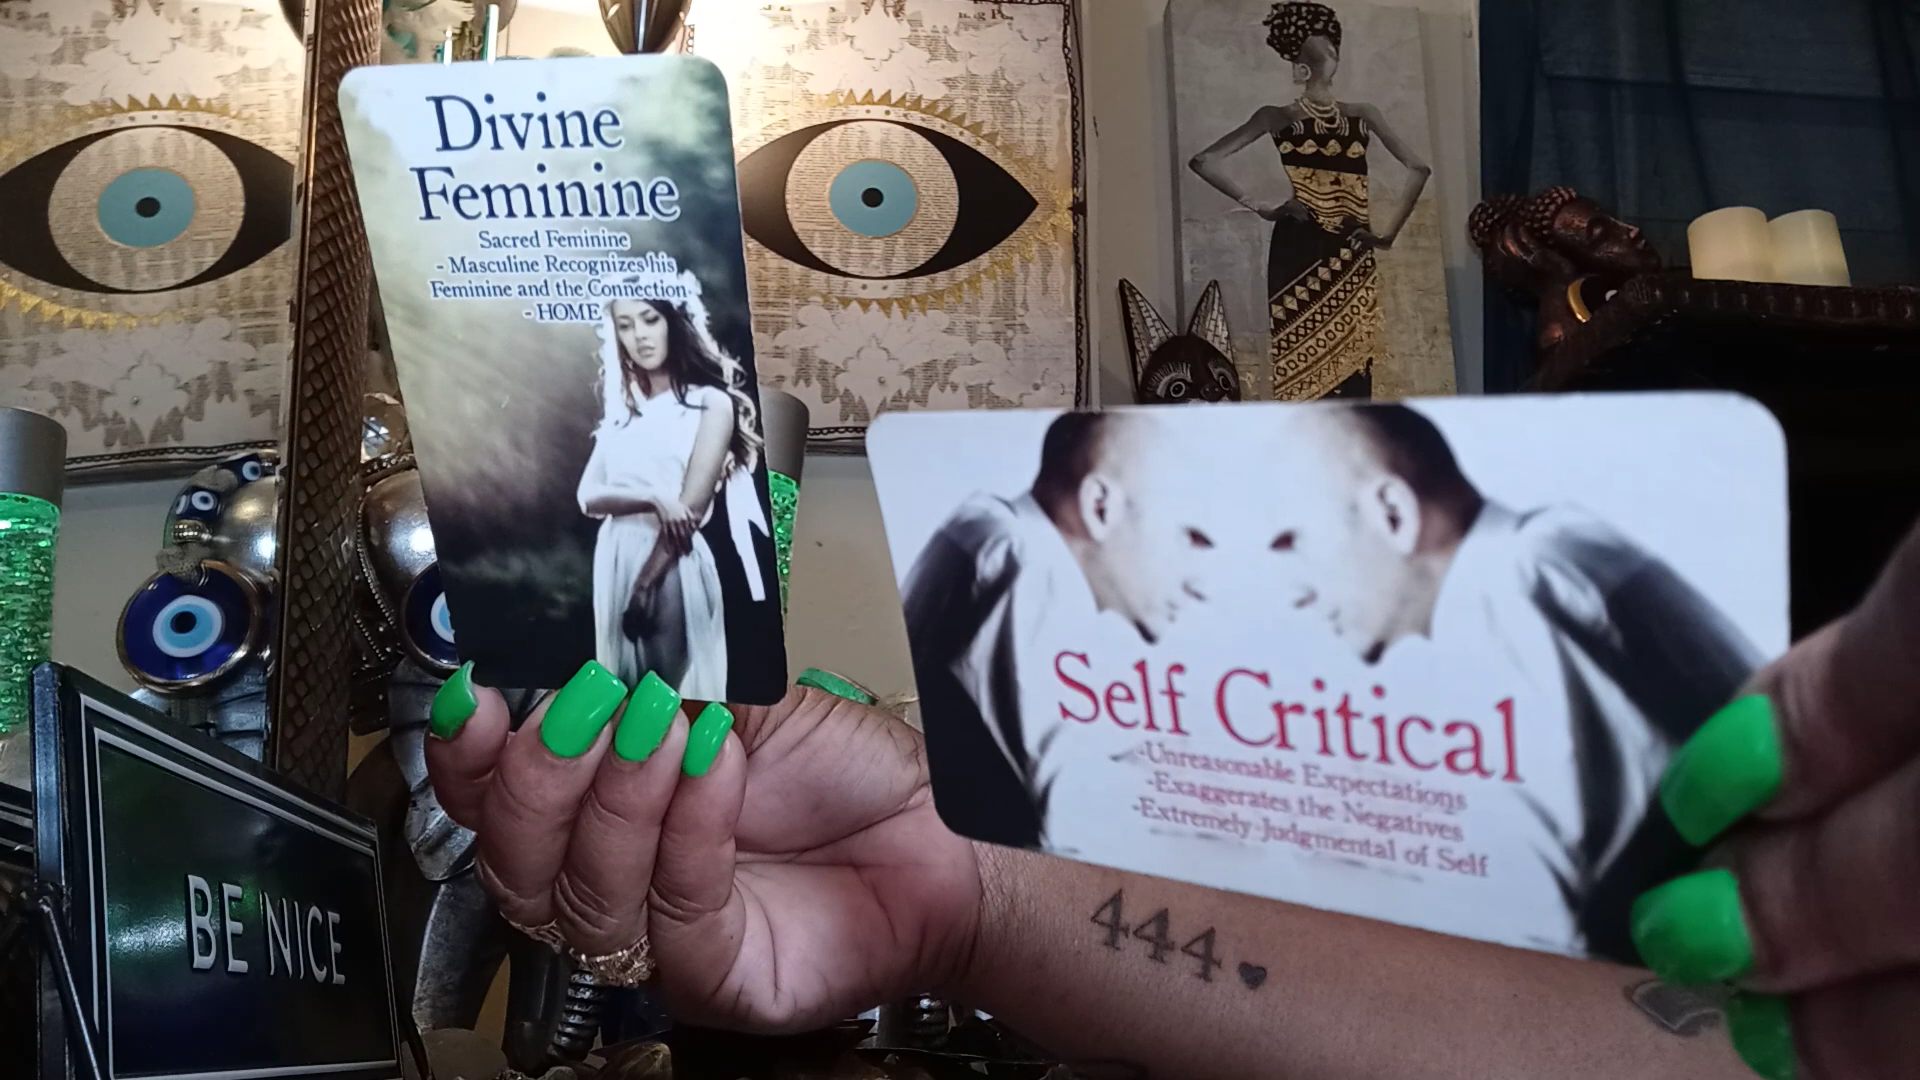 Divine
Feminine
Sacred Feminine
- Masculine Recognizes his
Feminine and the Connection
- HOME
Self Critical
-Unreasonable Expectations
-Exaggerates the Negatives
-Extremely Judgmental of Self
444
BE NICE